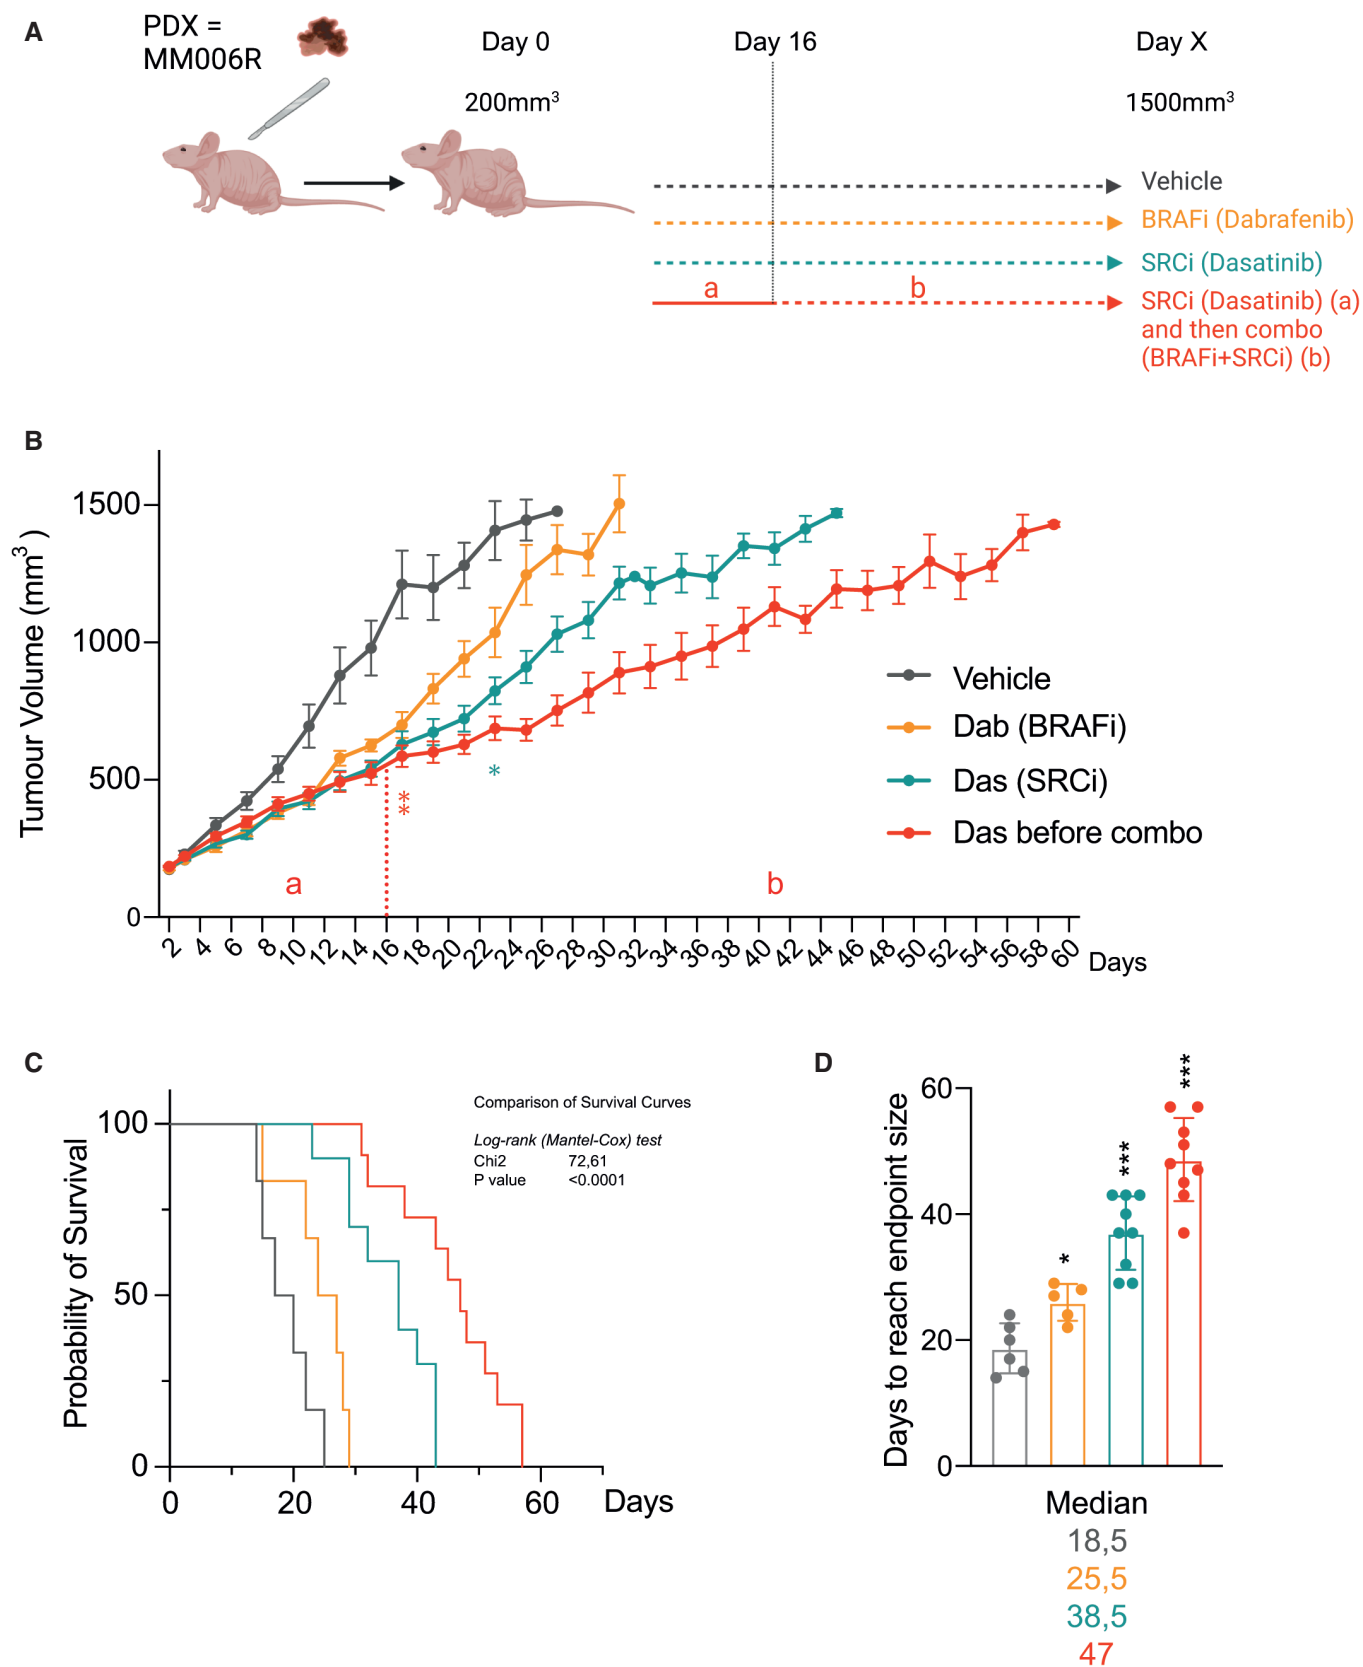 A
PDX =
MM006R
Day 0
Day 16
Day X
200mm³
1500mm³
Vehicle
BRAFi (Dabrafenib)
SRCi (Dasatinib)
a
b
SRCi (Dasatinib) (a)
and then combo
(BRAFi+SRCi) (b)
B
Tumour Volume (mm³)
1500
1000
500
0
Vehicle
Dab (BRAFi)
Das (SRCi)
Das before combo
*
**
a
b
2 4 6 8 10 12 14 16 18 20 22 24 26 28 30 32 34 36 38 40 42 44 46 48 50 52 54 56 58 60 Days
C
Probability of Survival
100
50
0
Comparison of Survival Curves
Log-rank (Mantel-Cox) test
Chi2 72,61
P value <0.0001
0 20 40 60 Days
D
Days to reach endpoint size
60
40
20
0
*
***
***
Median
18,5
25,5
38,5
47